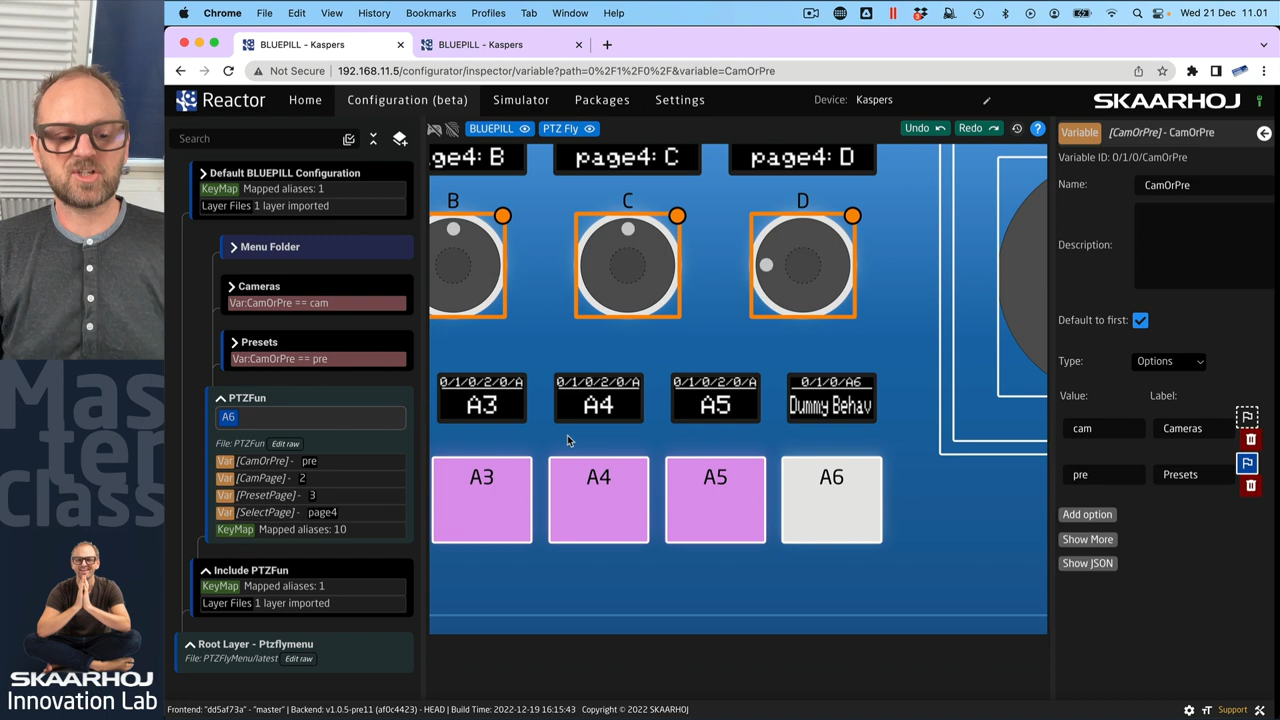 Chrome File Edit View History Bookmarks Profiles Tab Window Help Wed 21 Dec 11.01
BLUEPILL - Kaspers BLUEPILL - Kaspers
Not Secure 192.168.11.5/configurator/inspector/variable?path=0%2F1%2F0%2F&variable=CamOrPre
Reactor Home Configuration (beta) Simulator Packages Settings Device: Kaspers SKAARHOJ
Search
BLUEPILL PTZ Fly Undo Redo ?
Variable [CamOrPre] - CamOrPre
Variable ID: 0/1/0/CamOrPre
Name: CamOrPre
Description:
Default to first:
Type: Options
Value: Label:
cam Cameras
pre Presets
Add option
Show More
Show JSON
Default BLUEPILL Configuration
KeyMap Mapped aliases: 1
Layer Files 1 layer imported
Menu Folder
Cameras
Var:CamOrPre == cam
Presets
Var:CamOrPre == pre
PTZFun
A6
File: PTZFun Edit raw
Var [CamOrPre] - pre
Var [CamPage] - 2
Var [PresetPage] - 3
Var [SelectPage] - page4
KeyMap Mapped aliases: 10
Include PTZFun
KeyMap Mapped aliases: 1
Layer Files 1 layer imported
Root Layer - Ptzflymenu
File: PTZFlyMenu/latest Edit raw
ge4: B page4: C page4: D
B C D
0/1/0/2/0/A 0/1/0/2/0/A 0/1/0/2/0/A 0/1/0/A6
A3 A4 A5 Dummy Behav
A3 A4 A5 A6
Master
Class
SKAARHOJ
Innovation Lab
Frontend: "dd5af73a" - "master" | Backend: v1.0.5-pre11 (af0c4423) - HEAD | Build Time: 2022-12-19 16:15:43 Copyright © 2022 SKAARHOJ Support